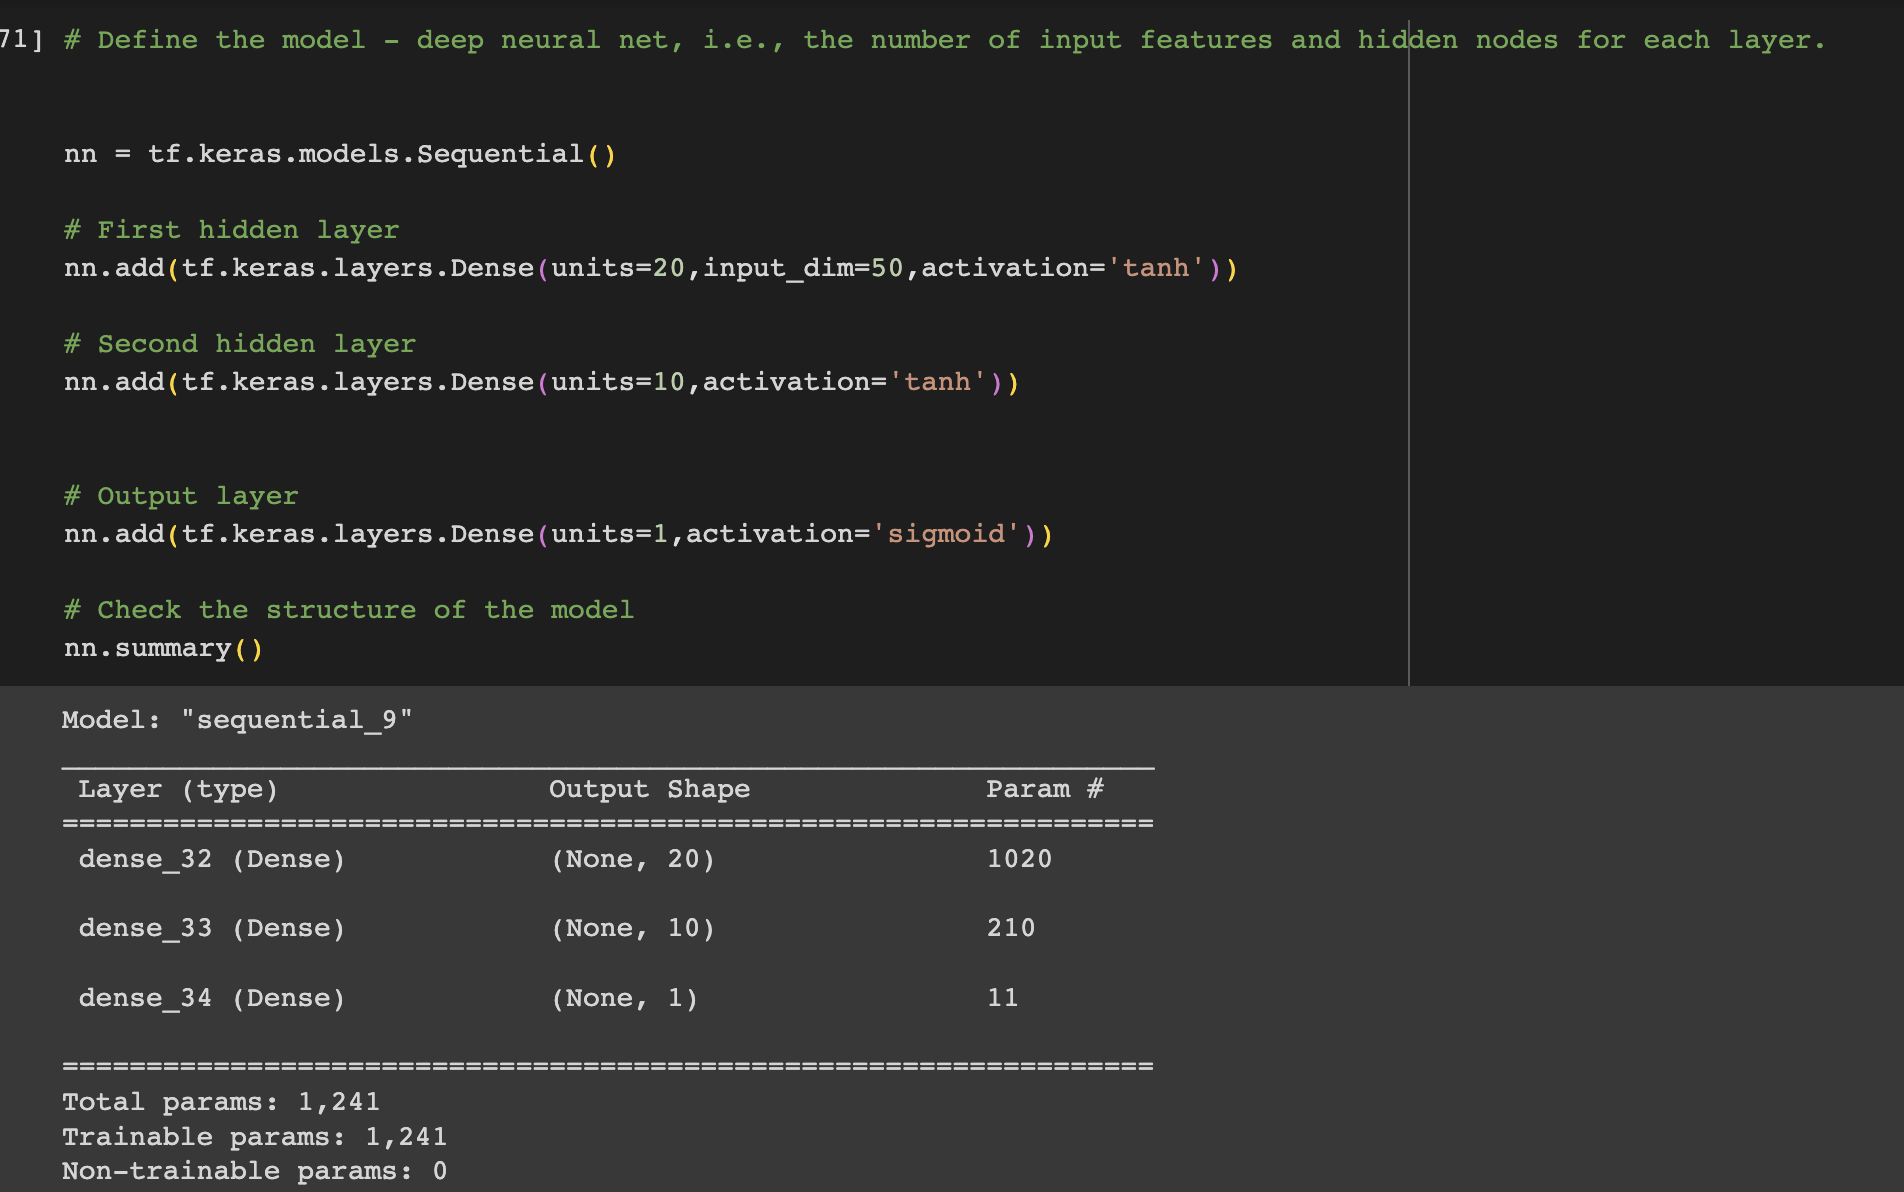 71] # Define the model - deep neural net, i.e., the number of input features and hidden nodes for each layer.
nn = tf.keras.models.Sequential()
# First hidden layer
nn.add(tf.keras.layers.Dense(units=20,input_dim=50,activation='tanh'))
# Second hidden layer
nn.add(tf.keras.layers.Dense(units=10,activation='tanh'))
# Output layer
nn.add(tf.keras.layers.Dense(units=1,activation='sigmoid'))
# Check the structure of the model
nn.summary()
Model: "sequential_9"
_________________________________________________________________
Layer (type) Output Shape Param #
=================================================================
dense_32 (Dense) (None, 20) 1020
dense_33 (Dense) (None, 10) 210
dense_34 (Dense) (None, 1) 11
=================================================================
Total params: 1,241
Trainable params: 1,241
Non-trainable params: 0